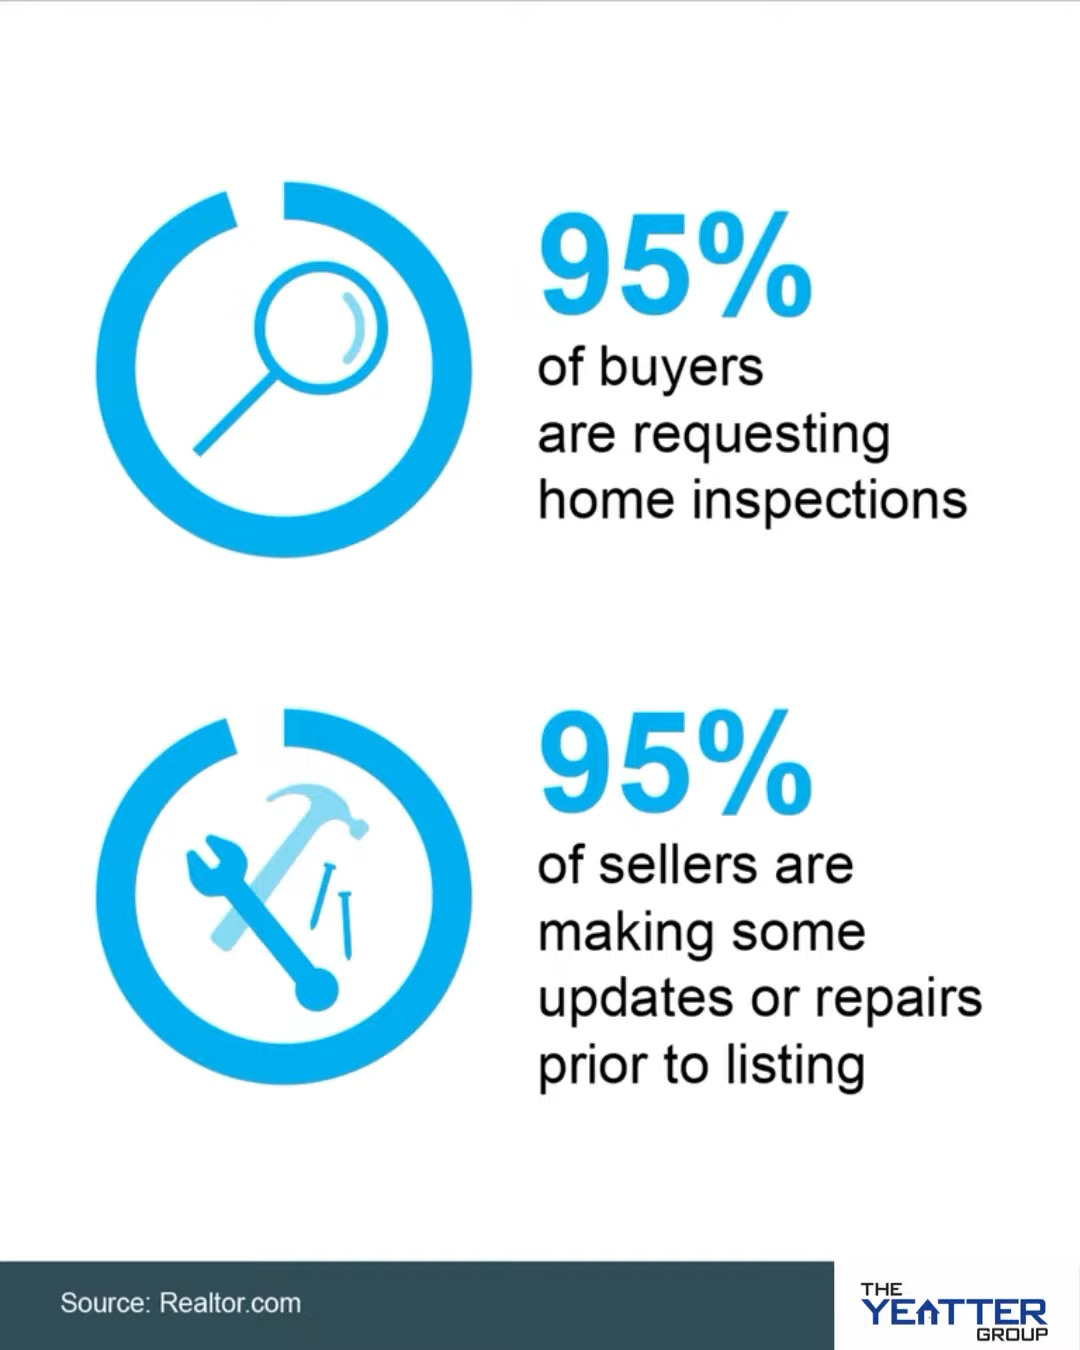 95%
of buyers
are requesting
home inspections
95%
of sellers are
making some
updates or repairs
prior to listing
Source: Realtor.com
THE
YEATTER
GROUP